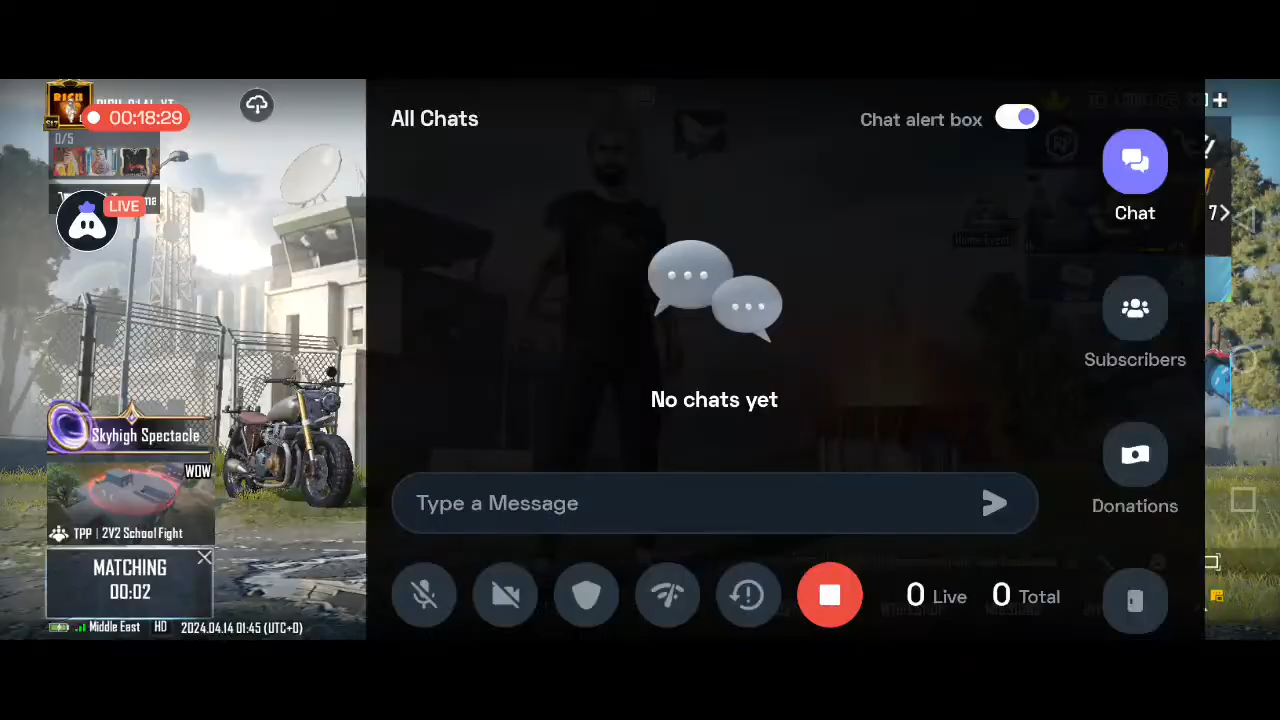 00:18:29
0/5
LIVE
Skyhigh Spectacle
WOW
TPP | 2V2 School Fight
MATCHING
00:02
Middle East HD 2024.04.14 01:45 (UTC+0)
All Chats
Chat alert box
No chats yet
Type a Message
0 Live 0 Total
Chat
7
Subscribers
Donations